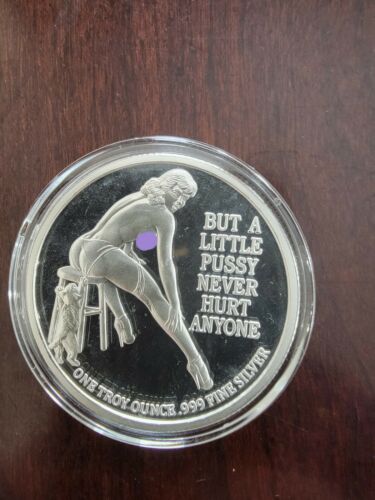 BUT A
LITTLE
PUSSY
NEVER
HURT
ANYONE
ONE TROY OUNCE .999 FINE SILVER